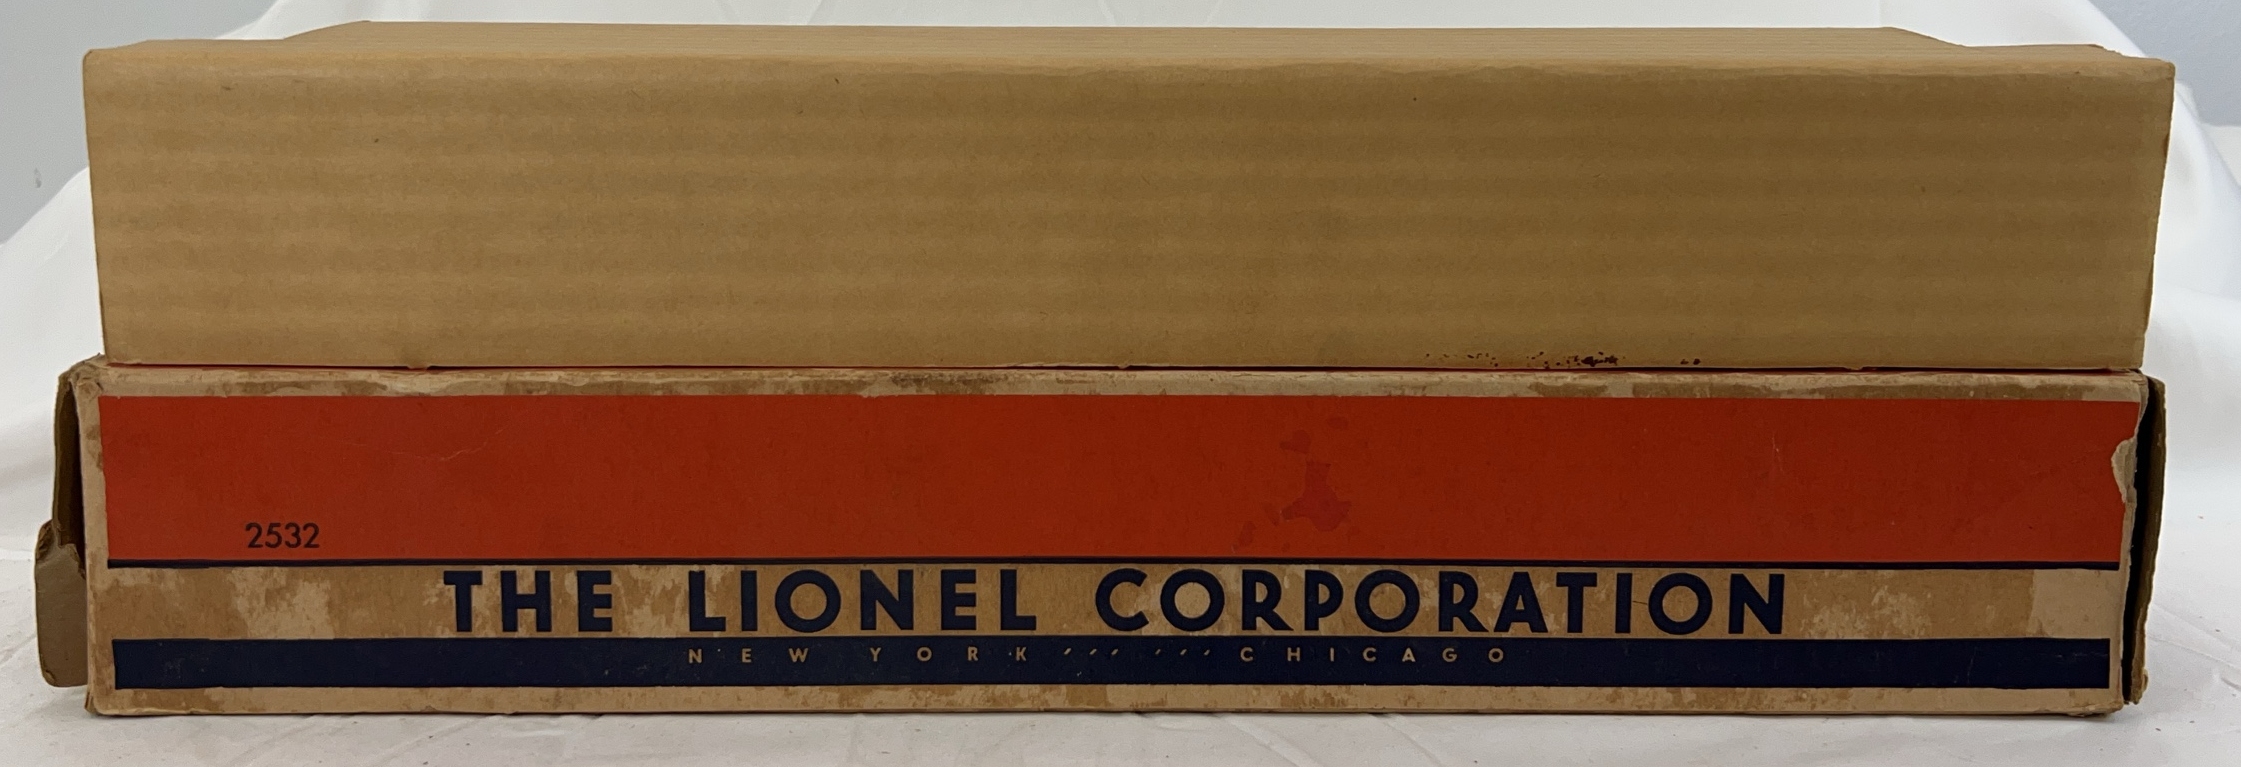 2532
THE LIONEL CORPORATION
NEW YORK ′′′ ′′′ CHICAGO